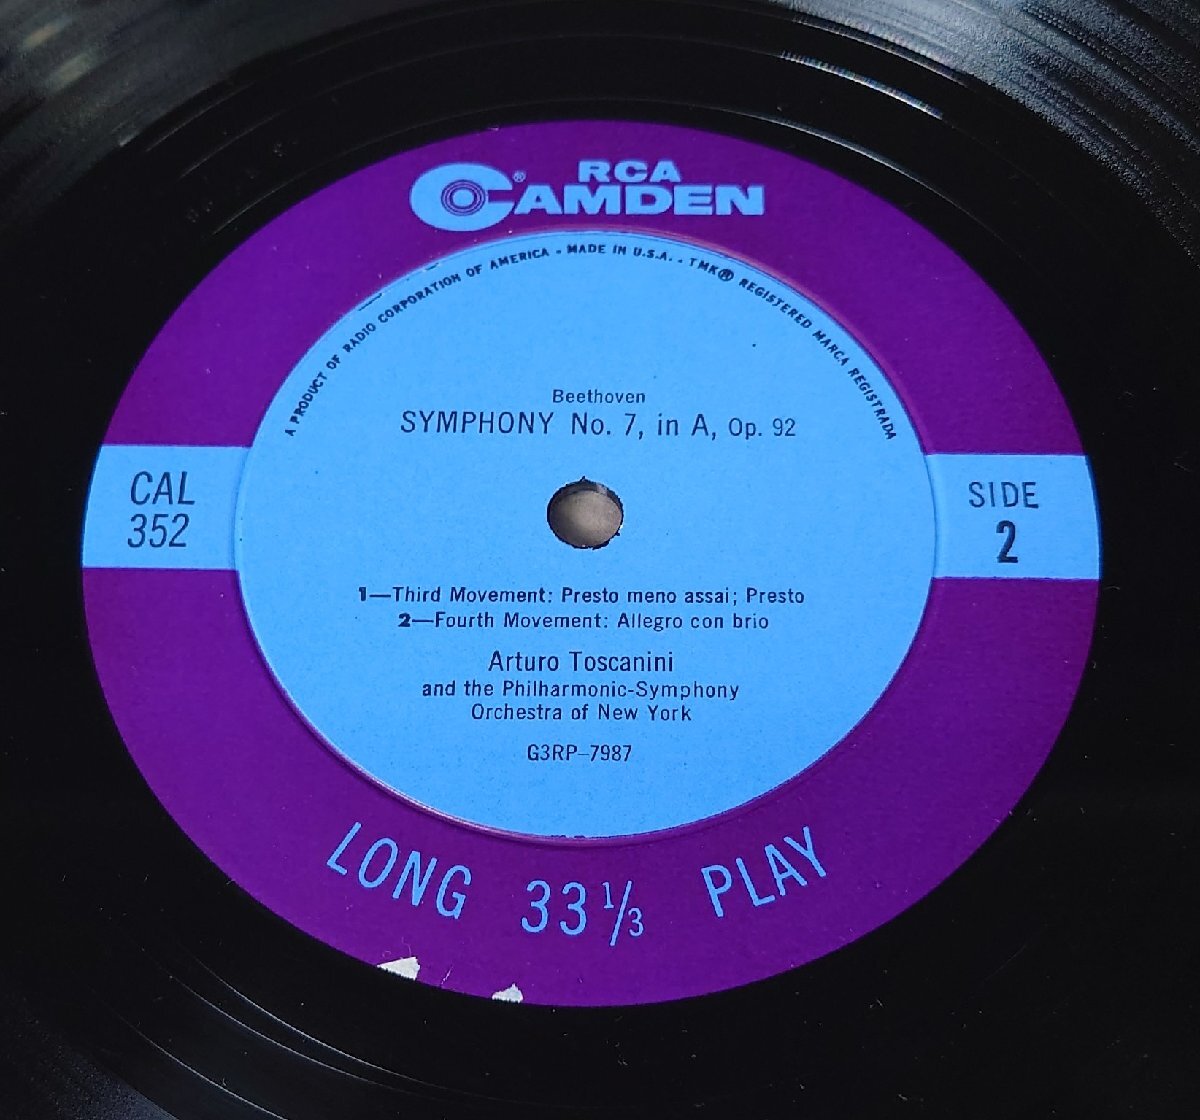 RCA
CAMDEN®
A PRODUCT OF RADIO CORPORATION OF AMERICA - MADE IN U.S.A. - TMK® REGISTERED MARCA REGISTRADA
Beethoven
SYMPHONY No. 7, in A, Op. 92
CAL
352
SIDE
2
1—Third Movement: Presto meno assai; Presto
2—Fourth Movement: Allegro con brio
Arturo Toscanini
and the Philharmonic-Symphony
Orchestra of New York
G3RP-7987
LONG 33 1/3 PLAY